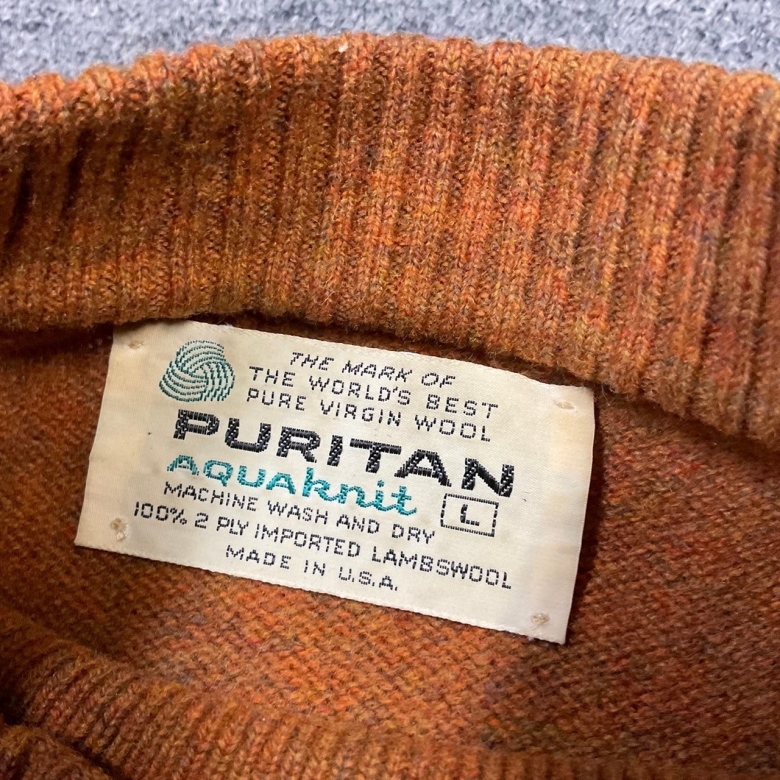 THE MARK OF
THE WORLD'S BEST
PURE VIRGIN WOOL
PURITAN
AQUAknit
L
MACHINE WASH AND DRY
100% 2 PLY IMPORTED LAMBSWOOL
MADE IN U.S.A.